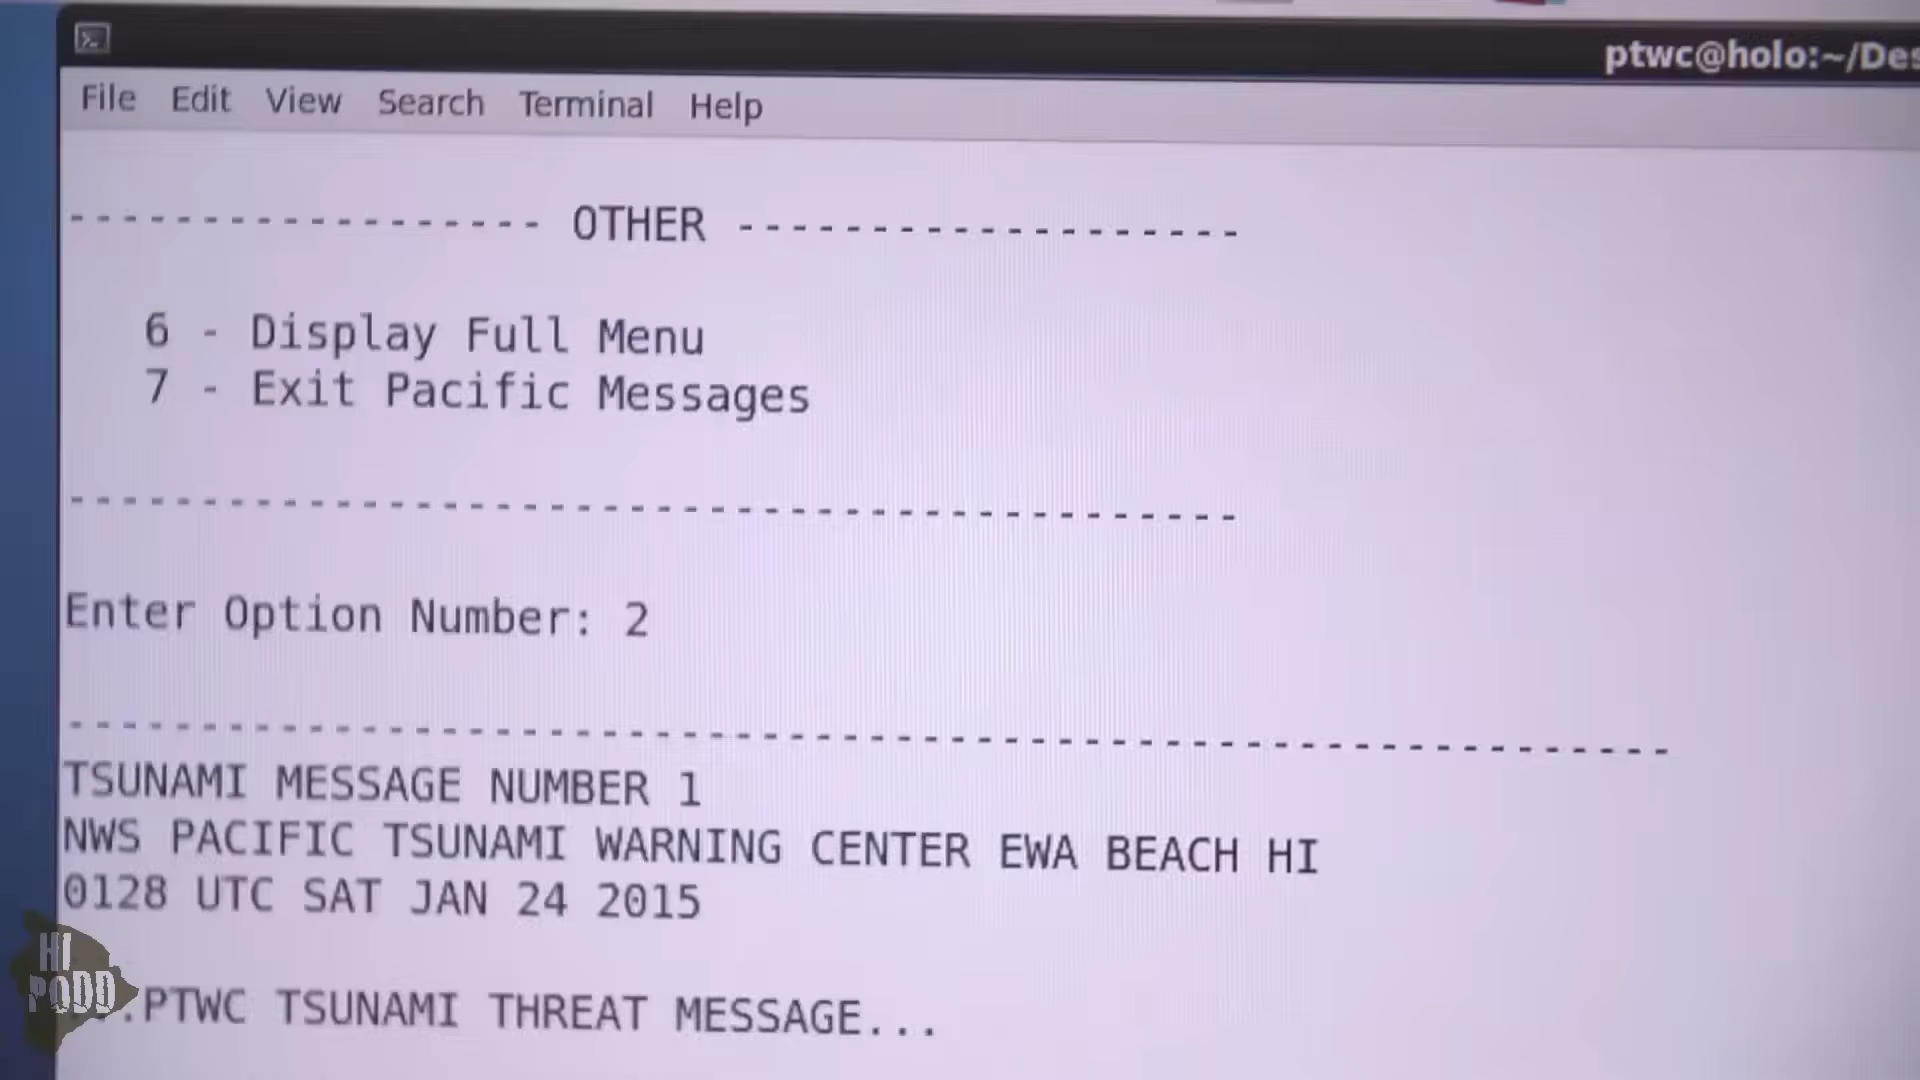 ptwc@holo:~/Des
File Edit View Search Terminal Help
------------------ OTHER -------------------
6 - Display Full Menu
7 - Exit Pacific Messages
--------------------------------------------
Enter Option Number: 2
------------------------------------------------------------
TSUNAMI MESSAGE NUMBER 1
NWS PACIFIC TSUNAMI WARNING CENTER EWA BEACH HI
0128 UTC SAT JAN 24 2015
...PTWC TSUNAMI THREAT MESSAGE...
HI
PODD